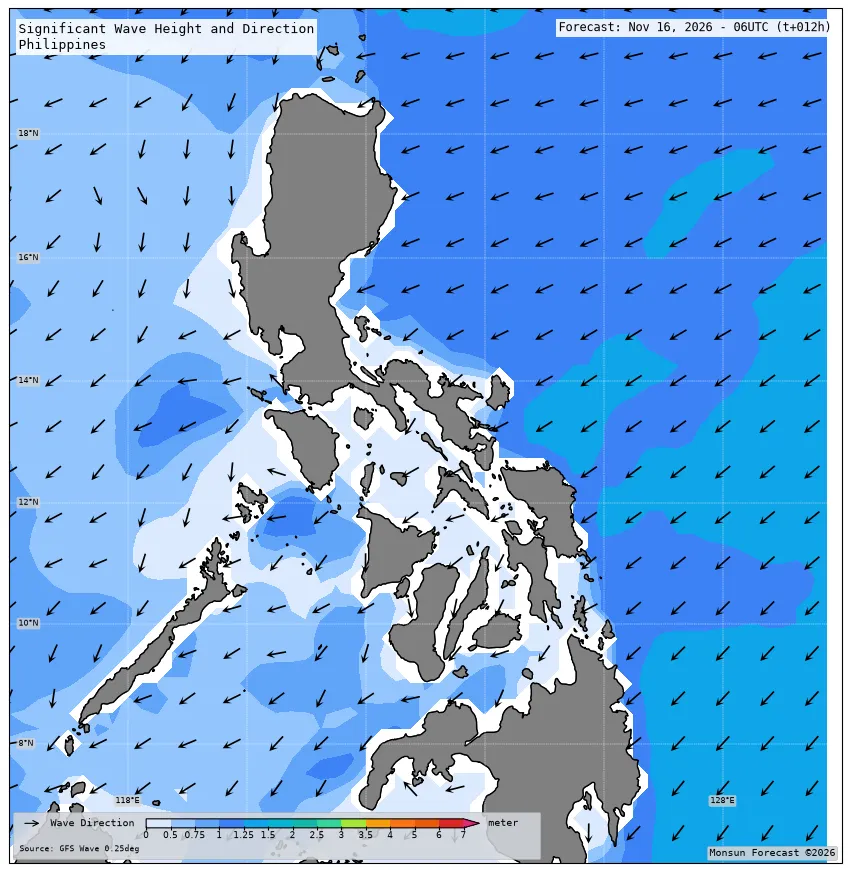 Significant Wave Height and Direction
Philippines
Forecast: Nov 16, 2026 - 06UTC (t+012h)
18°N
16°N
14°N
12°N
10°N
8°N
118°E
128°E
Wave Direction
0 0.5 0.75 1 1.25 1.5 2 2.5 3 3.5 4 5 6 7
meter
Source: GFS Wave 0.25deg
Monsun Forecast ©2026